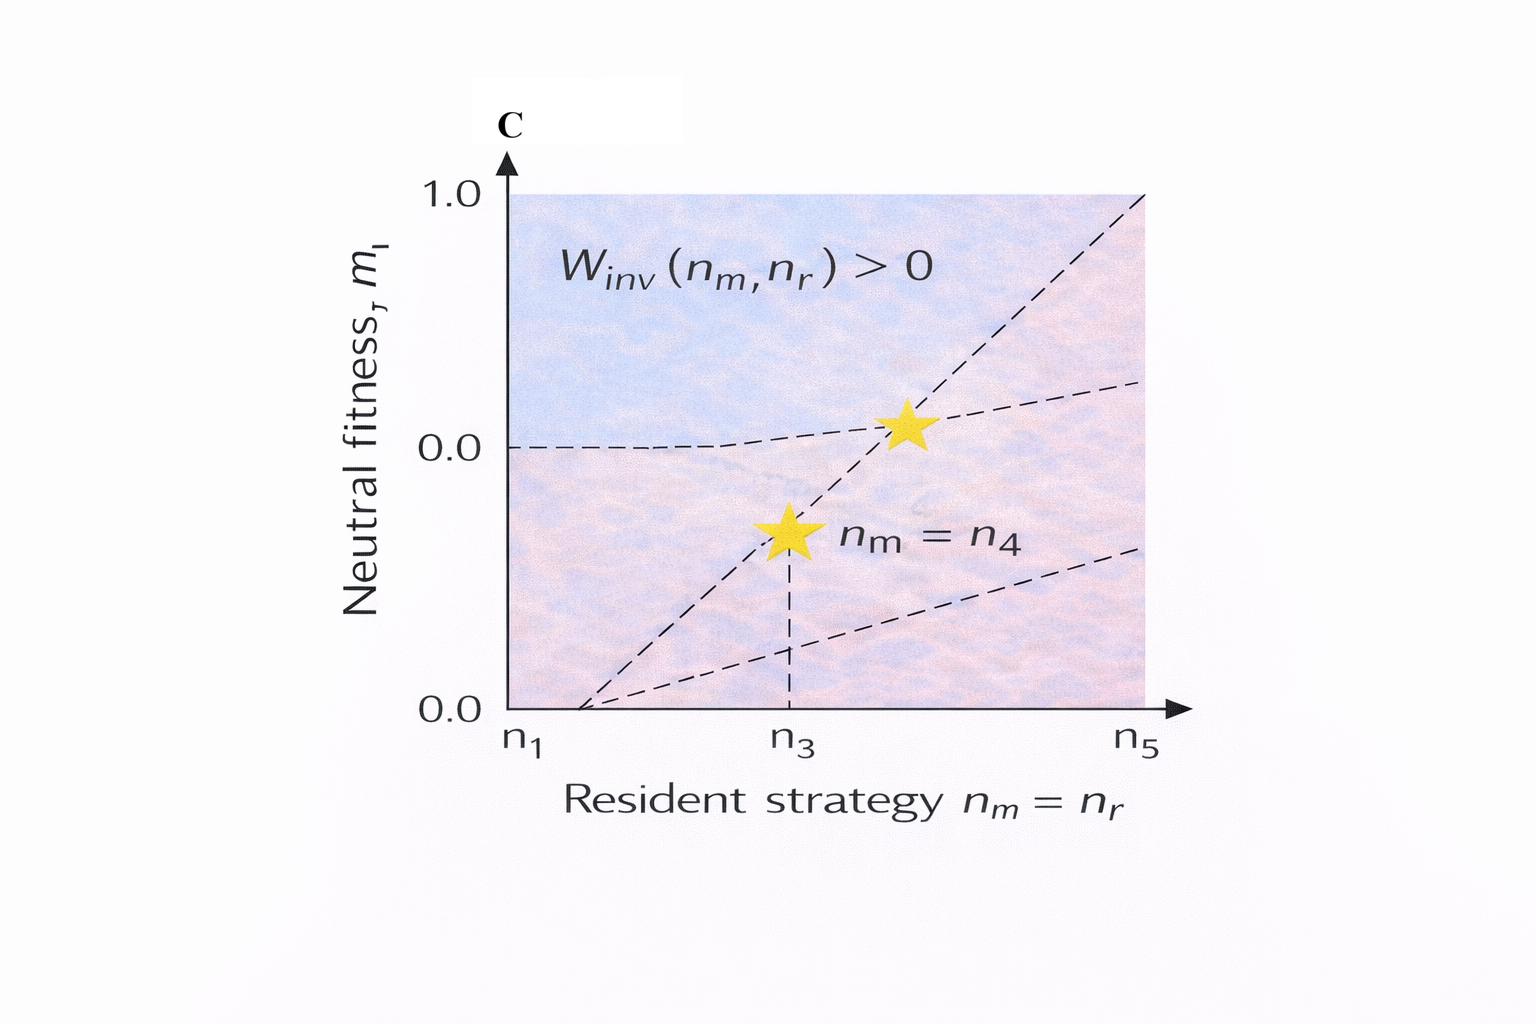 C
1.0
W_inv (n_m, n_r) > 0
Neutral fitness, m_ı
0.0
n_m = n_4
0.0
n_1 n_3 n_5
Resident strategy n_m = n_r